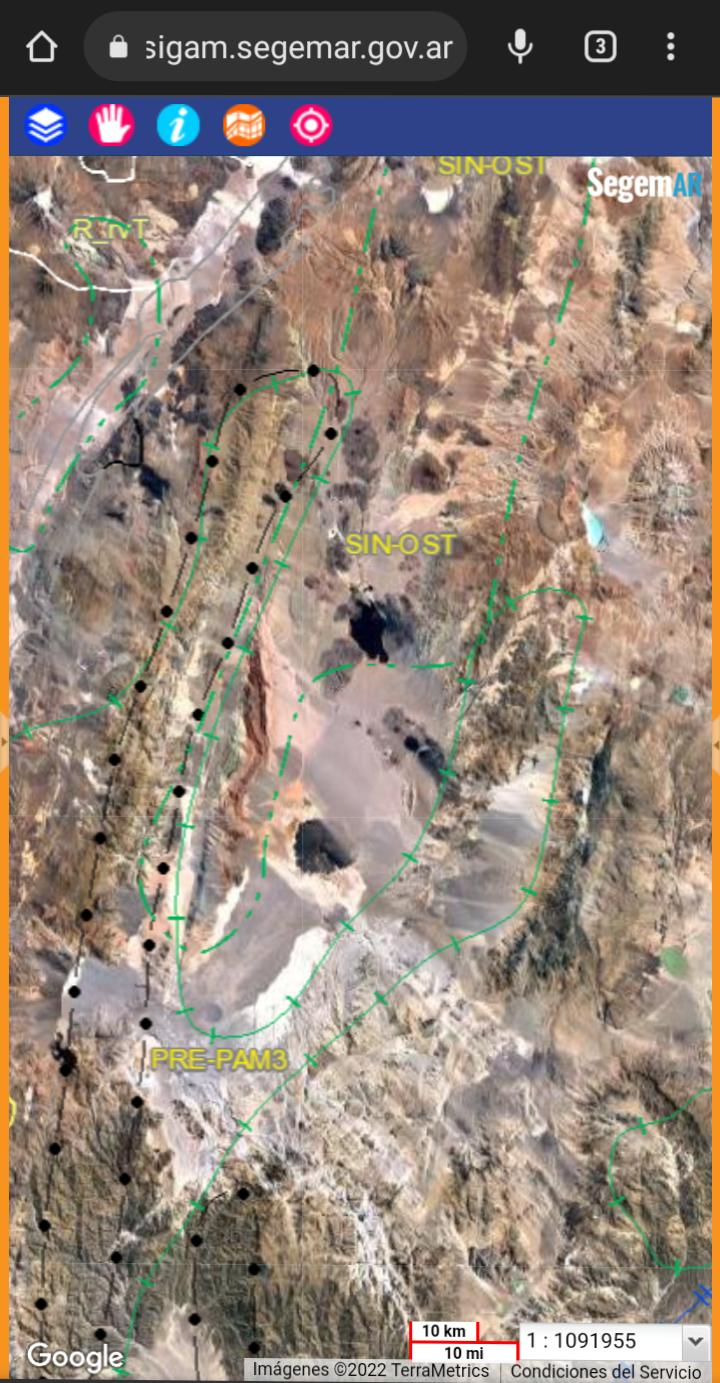 sigam.segemar.gov.ar
3
SIN-OST
SegemAR
R_rvT
SIN-OST
PRE-PAM3
10 km
10 mi
1 : 1091955
Google
Imágenes ©2022 TerraMetrics
Condiciones del Servicio